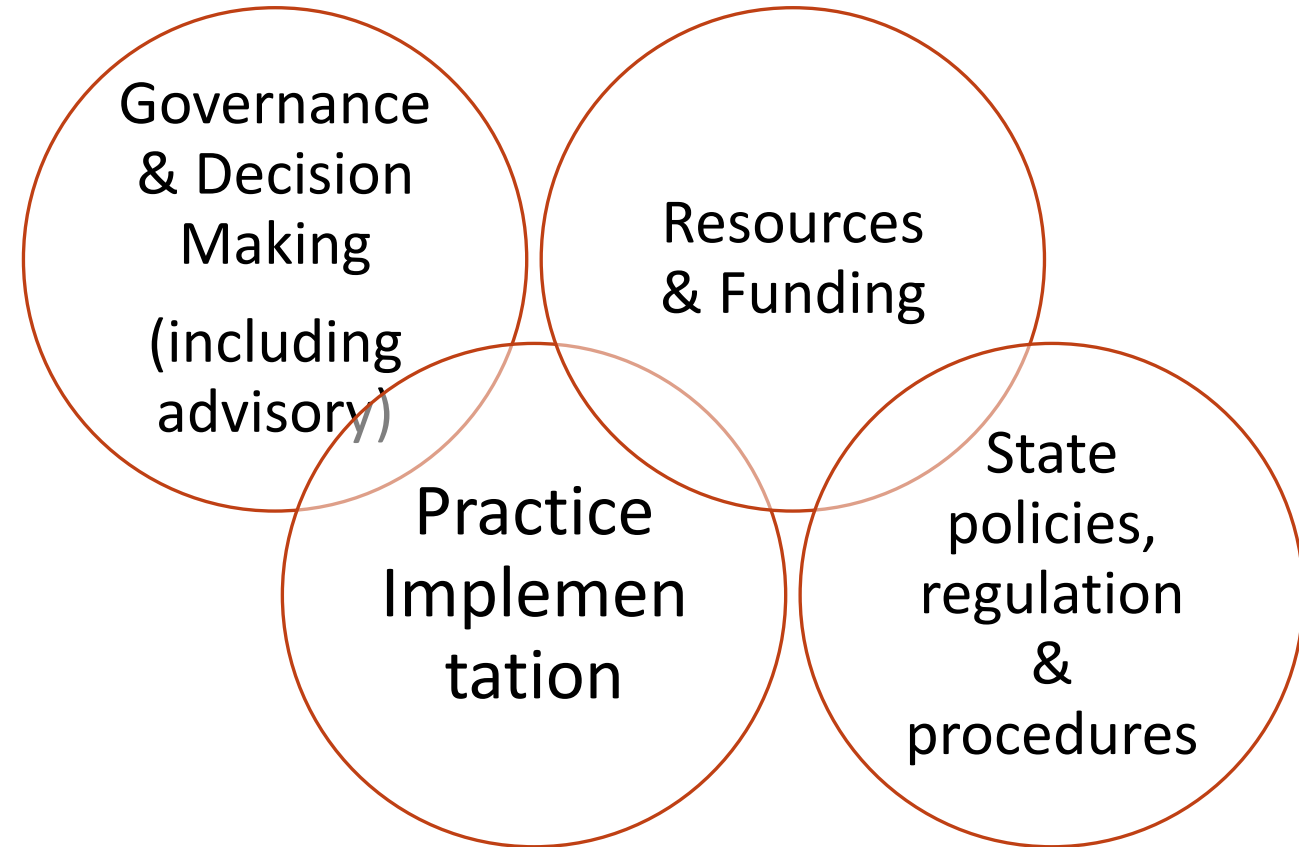 Governance
& Decision
Making
(including
advisory)
Resources
& Funding
Practice
Implemen
tation
State
policies,
regulation
&
procedures